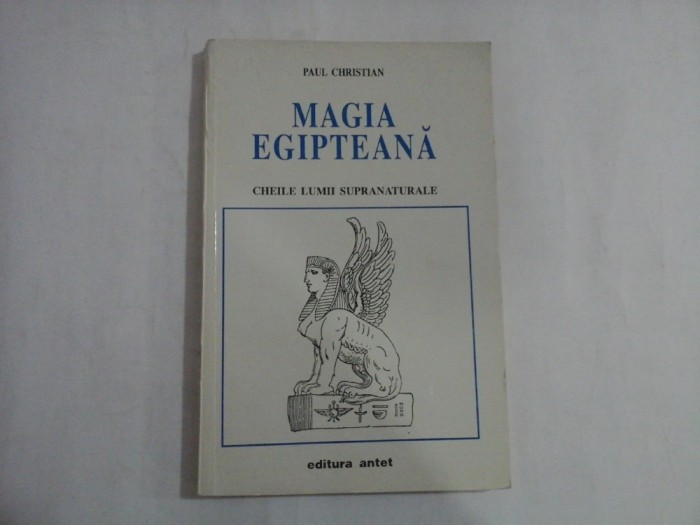 PAUL CHRISTIAN
MAGIA
EGIPTEANĂ
CHEILE LUMII SUPRANATURALE
editura antet